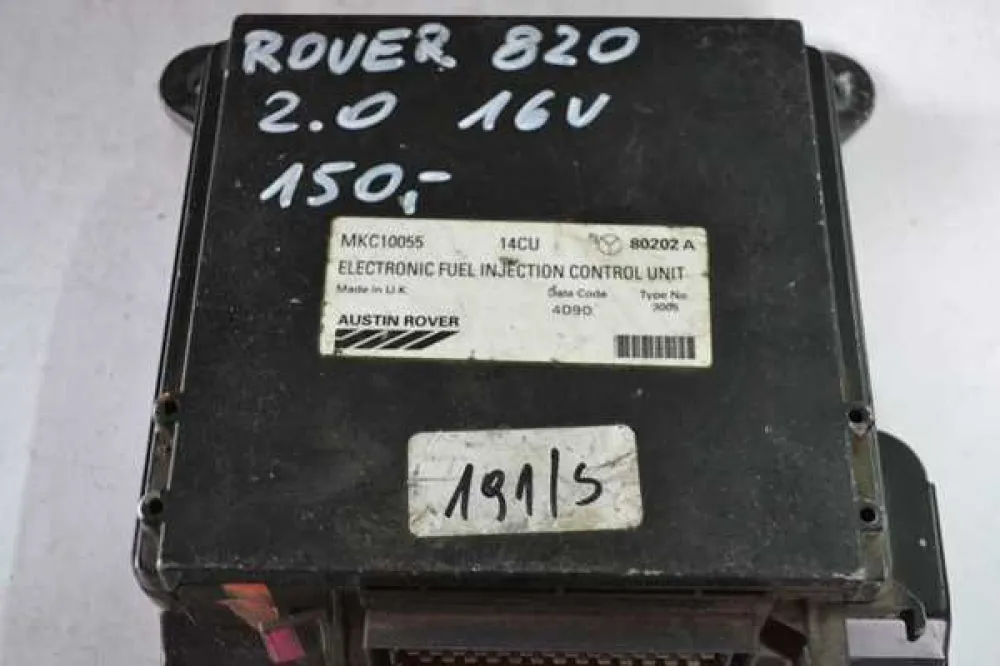 ROVER 820
2.0 16V
150,-
MKC10055 14CU 80202 A
ELECTRONIC FUEL INJECTION CONTROL UNIT
Made in U.K. Data Code Type No
4090
AUSTIN ROVER
191/S